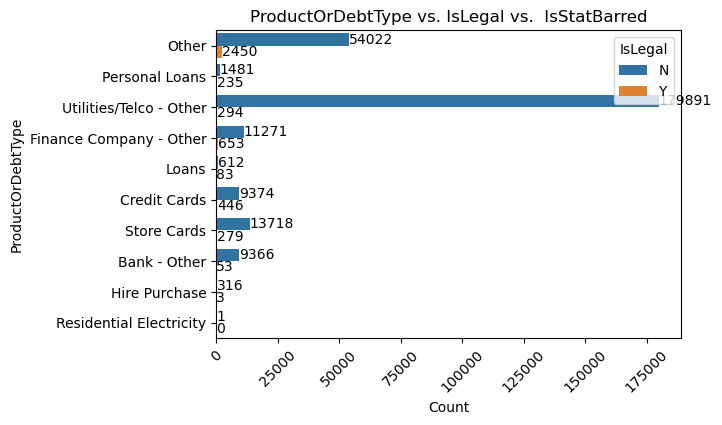 ProductOrDebtType vs. IsLegal vs.  IsStatBarred
IsLegal
N
Y
ProductOrDebtType
Other
54022
2450
Personal Loans
1481
235
Utilities/Telco - Other
179891
294
Finance Company - Other
11271
653
Loans
612
83
Credit Cards
9374
446
Store Cards
13718
279
Bank - Other
9366
53
Hire Purchase
316
3
Residential Electricity
1
0
0
25000
50000
75000
100000
125000
150000
175000
Count